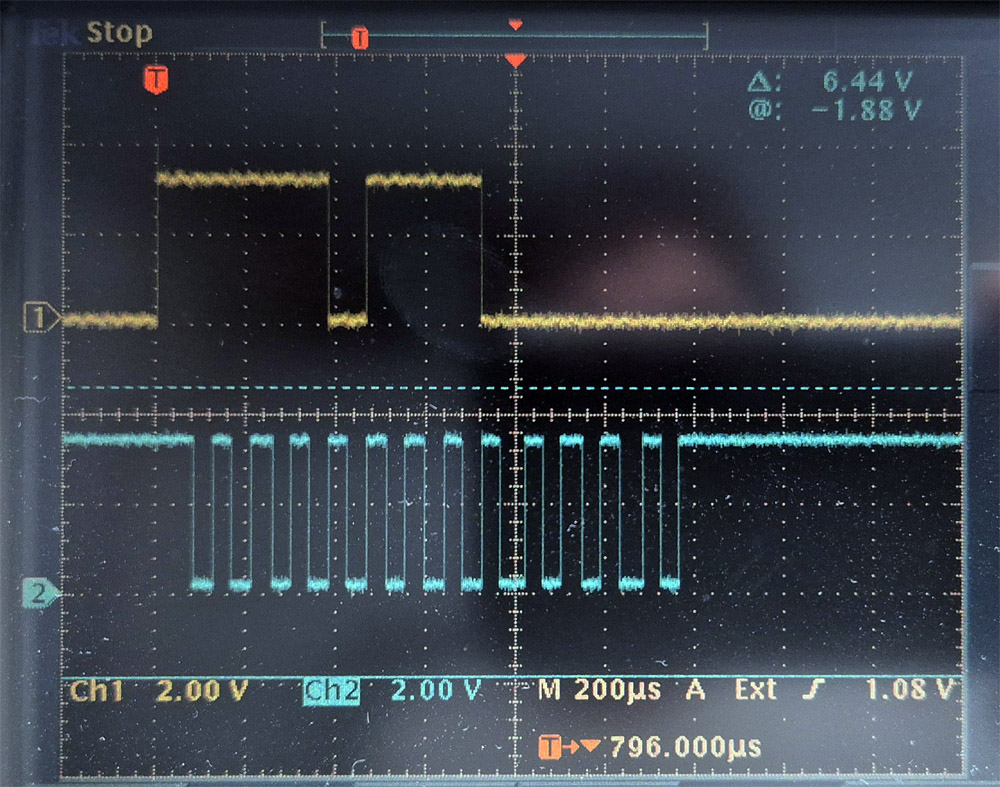 Tek Stop
T
T
Δ: 6.44 V
@: -1.88 V
1
2
Ch1 2.00 V Ch2 2.00 V M 200µs A Ext ʃ 1.08 V
T→▼ 796.000µs